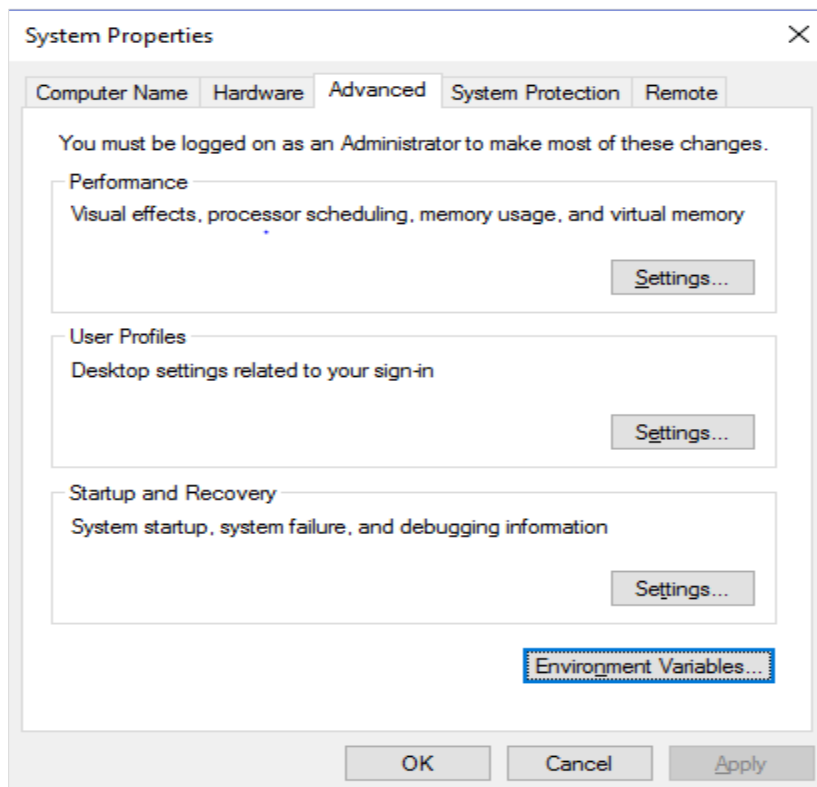 System Properties
Computer Name Hardware Advanced System Protection Remote
You must be logged on as an Administrator to make most of these changes.
Performance
Visual effects, processor scheduling, memory usage, and virtual memory
Settings...
User Profiles
Desktop settings related to your sign-in
Settings...
Startup and Recovery
System startup, system failure, and debugging information
Settings...
Environment Variables...
OK Cancel Apply